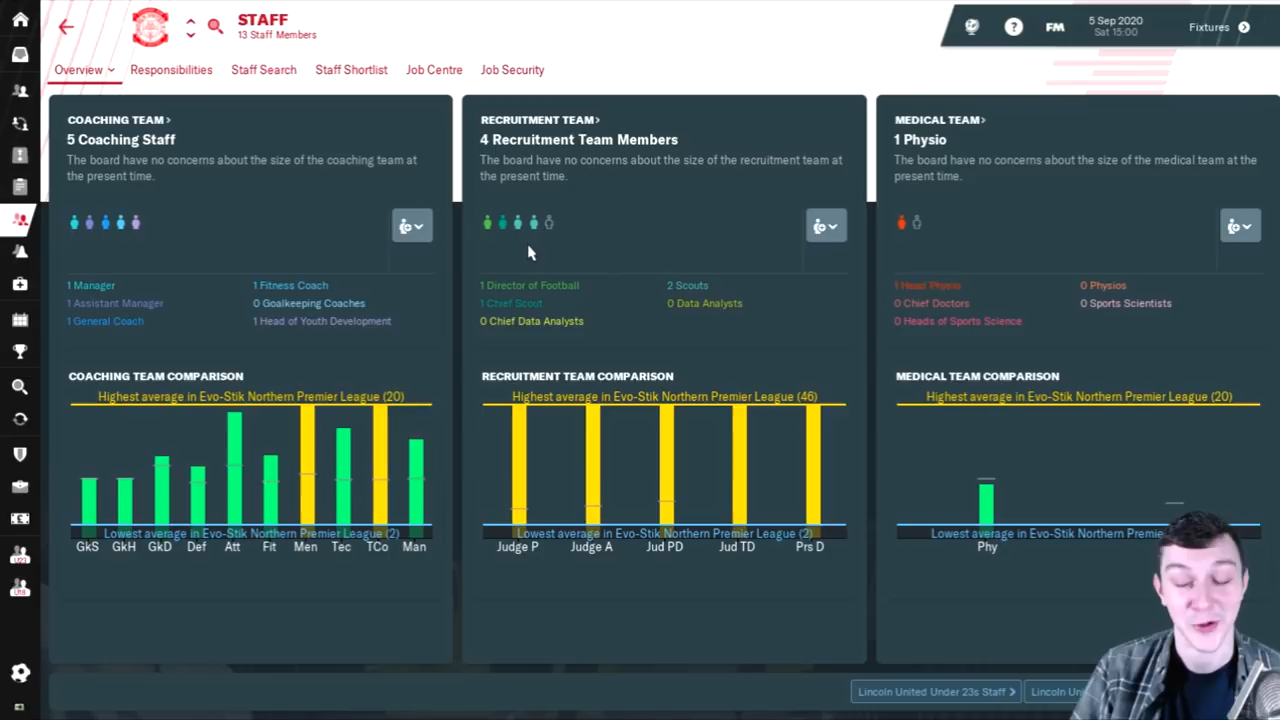 STAFF
13 Staff Members
5 Sep 2020
Sat 15:00
FM
?
Fixtures
Overview
Responsibilities
Staff Search
Staff Shortlist
Job Centre
Job Security
COACHING TEAM >
5 Coaching Staff
The board have no concerns about the size of the coaching team at
the present time.
1 Manager
1 Fitness Coach
1 Assistant Manager
0 Goalkeeping Coaches
1 General Coach
1 Head of Youth Development
COACHING TEAM COMPARISON
Highest average in Evo-Stik Northern Premier League (20)
Lowest average in Evo-Stik Northern Premier League (2)
GkS GkH GkD Def Att Fit Men Tec TCo Man
RECRUITMENT TEAM >
4 Recruitment Team Members
The board have no concerns about the size of the recruitment team at
the present time.
1 Director of Football
2 Scouts
1 Chief Scout
0 Data Analysts
0 Chief Data Analysts
RECRUITMENT TEAM COMPARISON
Highest average in Evo-Stik Northern Premier League (46)
Lowest average in Evo-Stik Northern Premier League (2)
Judge P Judge A Jud PD Jud TD Prs D
MEDICAL TEAM >
1 Physio
The board have no concerns about the size of the medical team at the
present time.
1 Head Physio
0 Physios
0 Chief Doctors
0 Sports Scientists
0 Heads of Sports Science
MEDICAL TEAM COMPARISON
Highest average in Evo-Stik Northern Premier League (20)
Lowest average in Evo-Stik Northern Premie
Phy
U23
U18
Lincoln United Under 23s Staff >
Lincoln Un